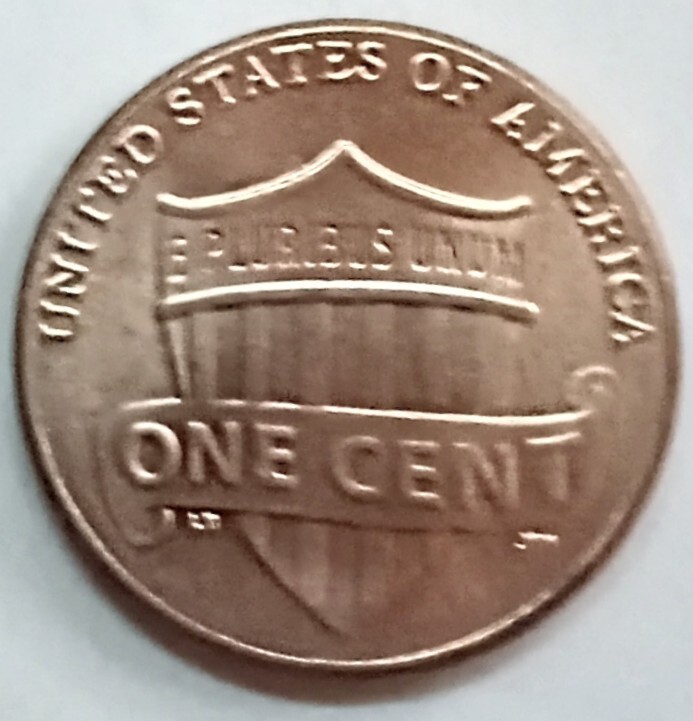 UNITED STATES OF AMERICA
E PLURIBUS UNUM
ONE CENT